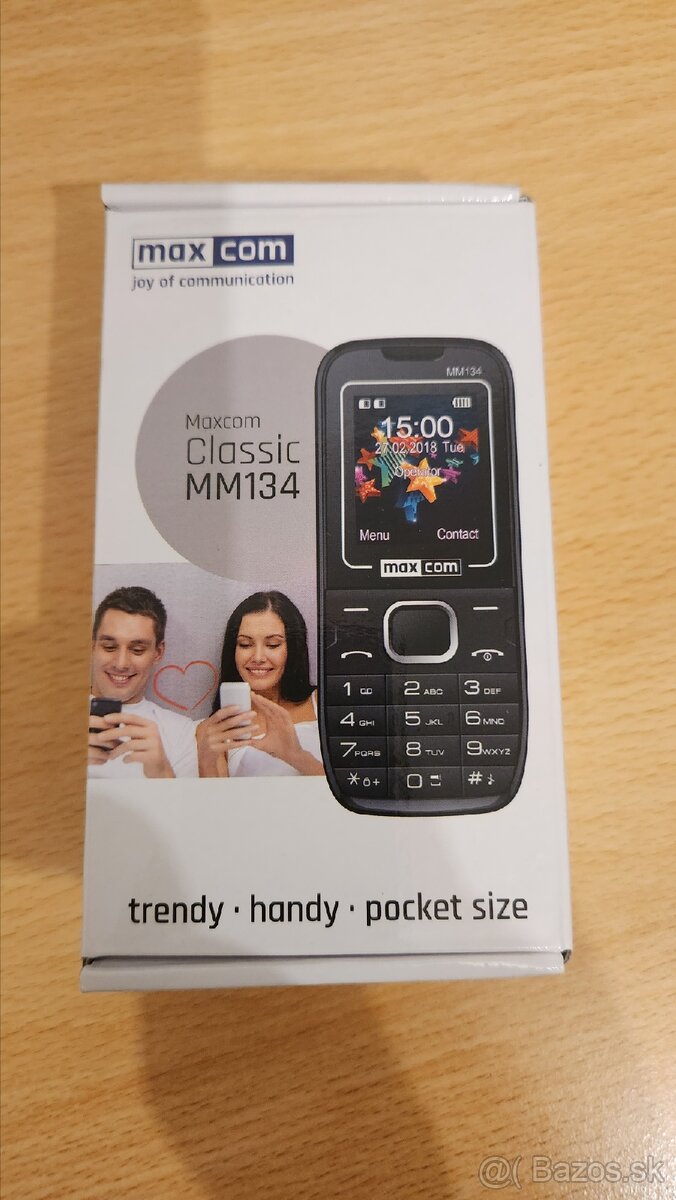 max com
joy of communication
Maxcom
Classic
MM134
MM134
15:00
27.02.2018 Tue
Operator
Menu Contact
max com
1 2 ABC 3 DEF
4 GHI 5 JKL 6 MNO
7 PQRS 8 TUV 9 WXYZ
* + 0 #
trendy · handy · pocket size
@( Bazos.sk